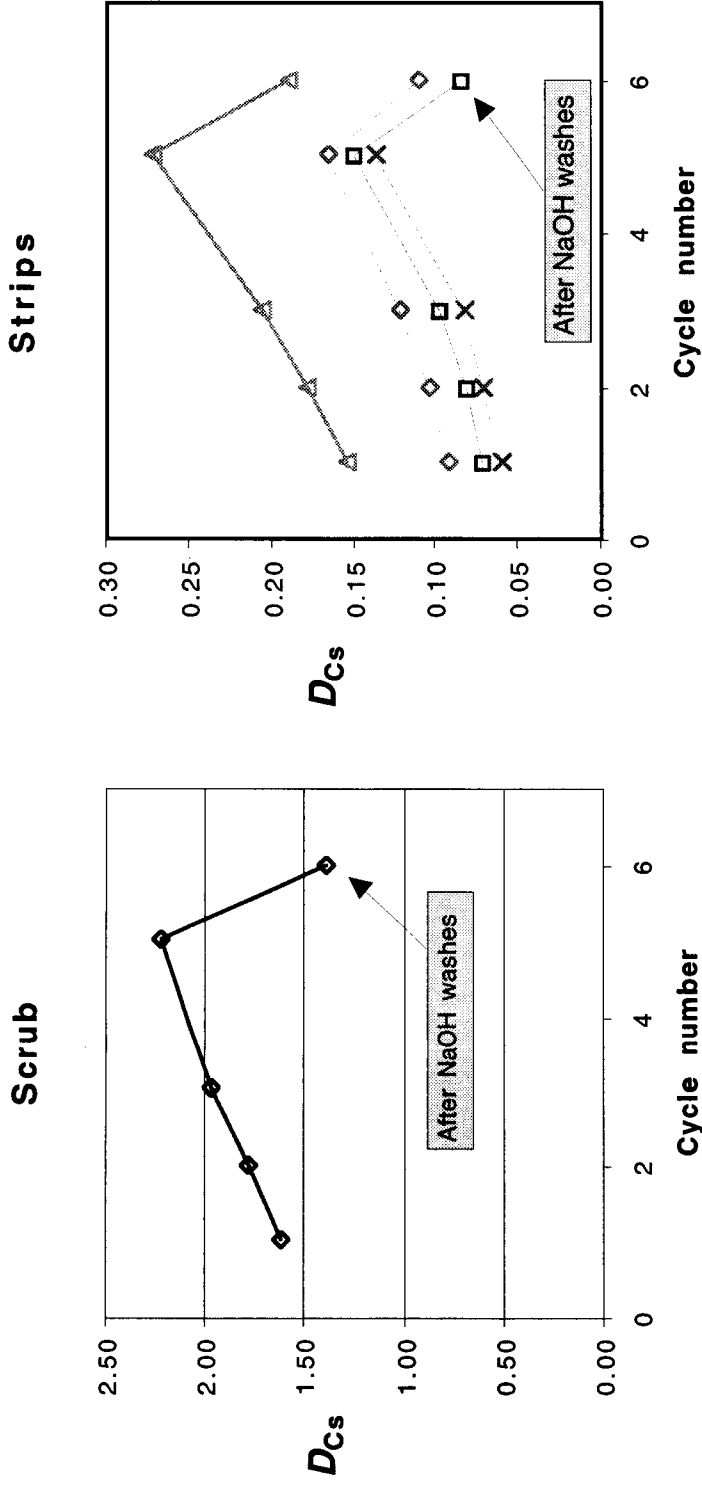 Scrub
2.50
2.00
1.50
1.00
0.50
0.00
DCs
After NaOH washes
0
2
4
6
Cycle number
Strips
0.30
0.25
0.20
0.15
0.10
0.05
0.00
DCs
After NaOH washes
0
2
4
6
Cycle number